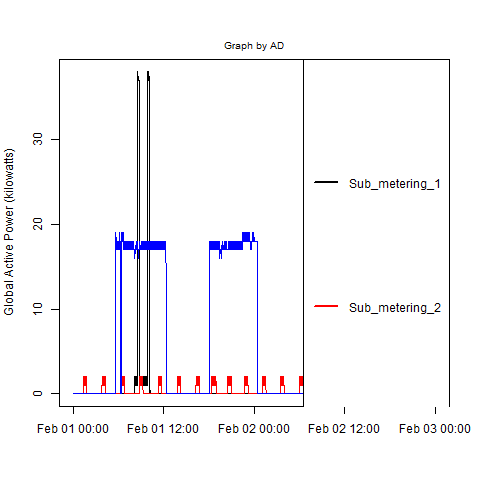 Graph by AD
Global Active Power (kilowatts)
30
20
10
0
Sub_metering_1
Sub_metering_2
Feb 01 00:00 Feb 01 12:00 Feb 02 00:00 Feb 02 12:00 Feb 03 00:00